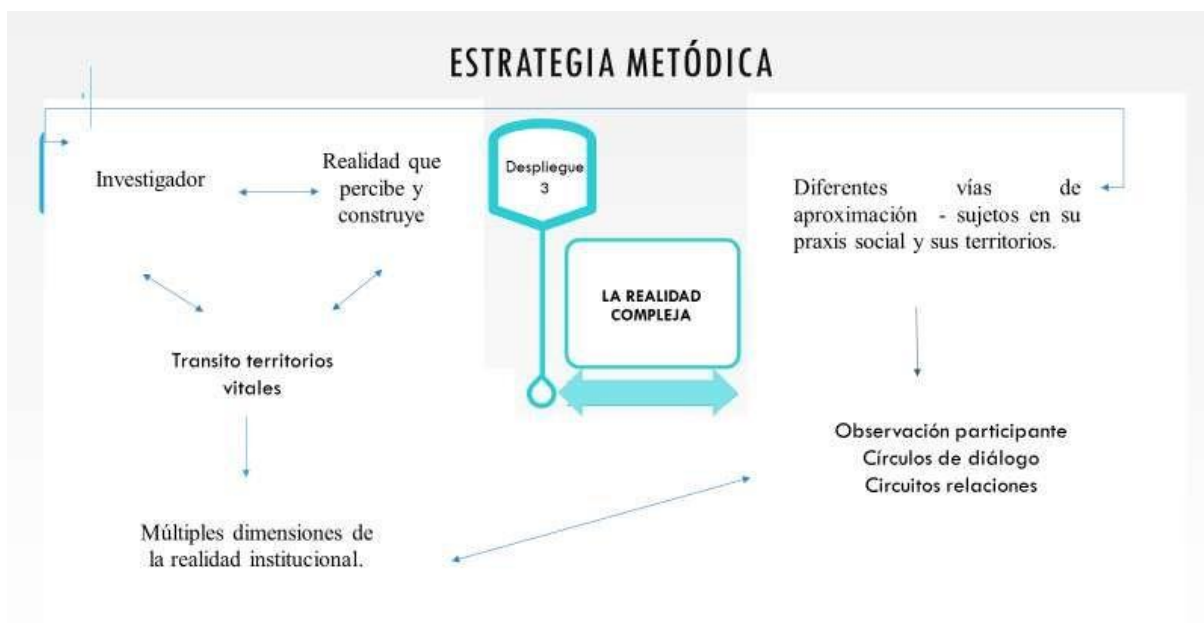 ESTRATEGIA METÓDICA
Investigador
Realidad que
percibe y
construye
Transito territorios
vitales
Múltiples dimensiones de
la realidad institucional.
Despliegue
3
LA REALIDAD
COMPLEJA
Diferentes vías de
aproximación - sujetos en su
praxis social y sus territorios.
Observación participante
Círculos de diálogo
Circuitos relaciones